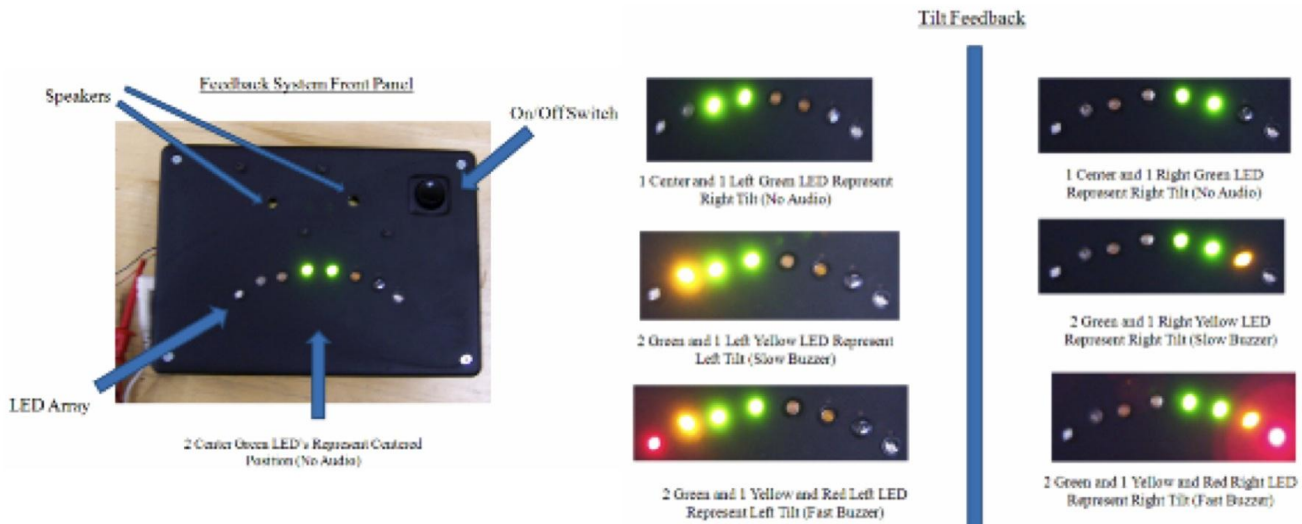 Tilt Feedback
Feedback System Front Panel
Speakers
On/Off Switch
LED Array
2 Center Green LED's Represent Centered
Position (No Audio)
1 Center and 1 Left Green LED Represent
Right Tilt (No Audio)
2 Green and 1 Left Yellow LED Represent
Left Tilt (Slow Buzzer)
2 Green and 1 Yellow and Red Left LED
Represent Left Tilt (Fast Buzzer)
1 Center and 1 Right Green LED
Represent Right Tilt (No Audio)
2 Green and 1 Right Yellow LED
Represent Right Tilt (Slow Buzzer)
2 Green and 1 Yellow and Red Right LED
Represent Right Tilt (Fast Buzzer)